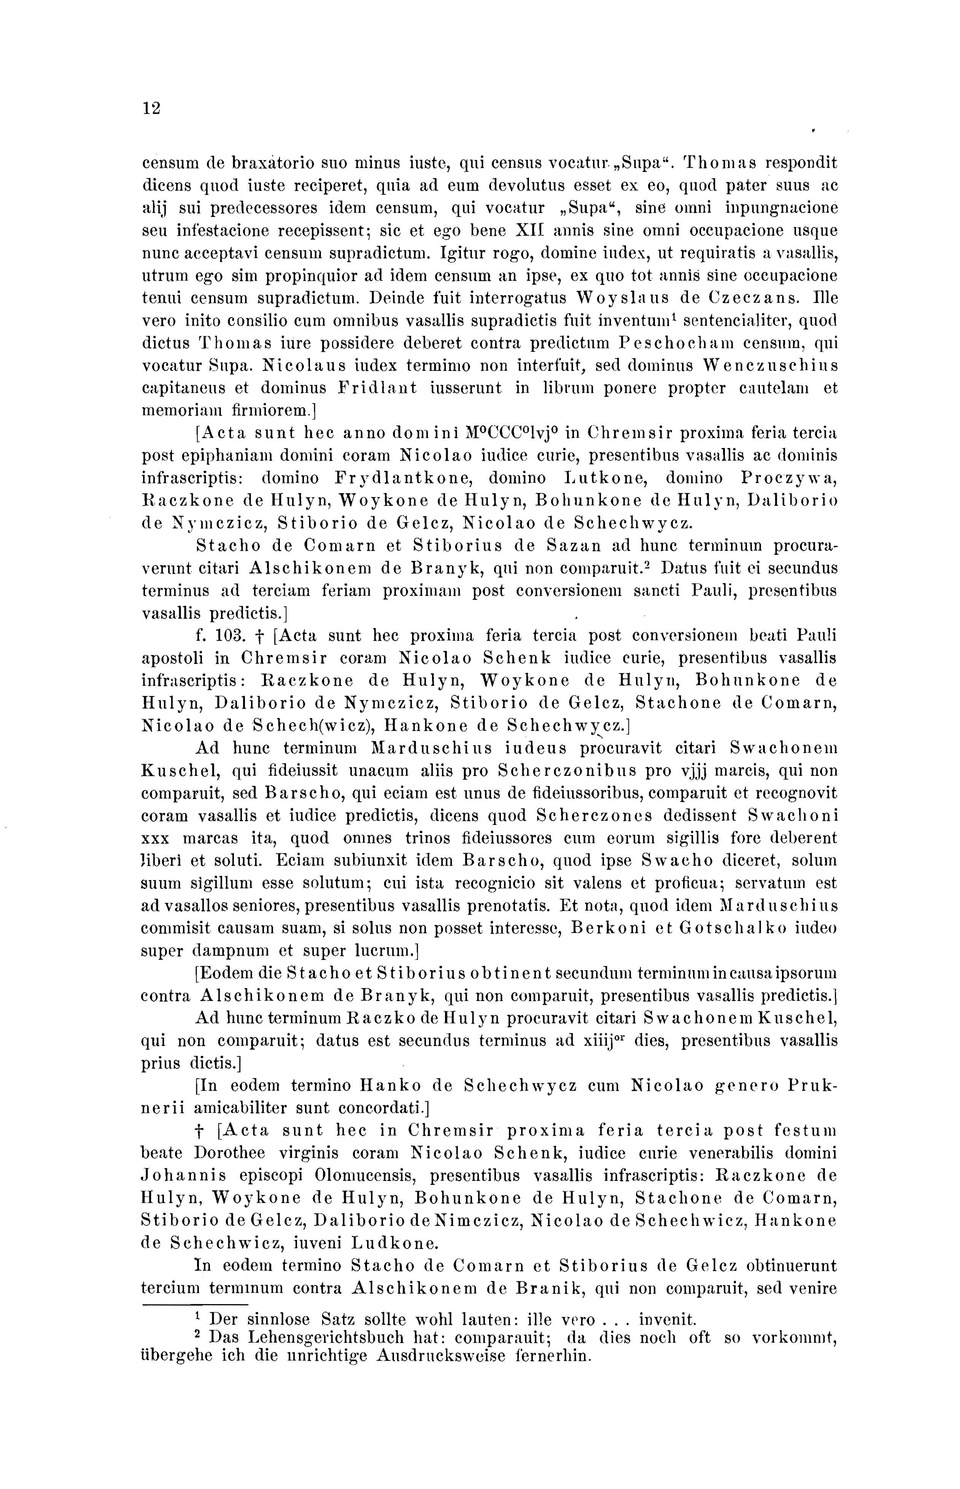 12
censum de braxatorio suo minus iuste, qui census vocatur „Supa“. Thomas respondit
dicens quod iuste reciperet, quia ad eum devolutus esset ex eo, quod pater suus ac
alij sui predecessores idem censum, qui vocatur „Supa“, sine omni inpungnacione
seu infestacione recepissent; sic et ego bene XII annis sine omni occupacione usque
nunc acceptavi censum supradictum. Igitur rogo, domine iudex, ut requiratis a vasallis,
utrum ego sim propinquior ad idem censum an ipse, ex quo tot annis sine occupacione
tenui censum supradictum. Deinde fuit interrogatus Woyslaus de Czeczans. Ille
vero inito consilio cum omnibus vasallis supradictis fuit inventum¹ sentencialiter, quod
dictus Thomas iure possidere deberet contra predictum Peschocham censum, qui
vocatur Supa. Nicolaus iudex termimo non interfuit, sed dominus Wenczuschius
capitaneus et dominus Fridlant iusserunt in librum ponere propter cautelam et
memoriam firmiorem.]
[Acta sunt hec anno domini MºCCCºlvjº in Chremsir proxima feria tercia
post epiphaniam domini coram Nicolao iudice curie, presentibus vasallis ac dominis
infrascriptis: domino Frydlantkone, domino Lutkone, domino Proczywa,
Raczkone de Hulyn, Woykone de Hulyn, Bohunkone de Hulyn, Daliborio
de Nymczicz, Stiborio de Gelcz, Nicolao de Schechwycz.
Stacho de Comarn et Stiborius de Sazan ad hunc terminum procura-
verunt citari Alschikonem de Branyk, qui non comparuit.² Datus fuit ei secundus
terminus ad terciam feriam proximam post conversionem sancti Pauli, presentibus
vasallis predictis.]
f. 103. † [Acta sunt hec proxima feria tercia post conversionem beati Pauli
apostoli in Chremsir coram Nicolao Schenk iudice curie, presentibus vasallis
infrascriptis: Raczkone de Hulyn, Woykone de Hulyn, Bohunkone de
Hulyn, Daliborio de Nymczicz, Stiborio de Gelcz, Stachone de Comarn,
Nicolao de Schech(wicz), Hankone de Schechwycz.]
Ad hunc terminum Marduschius iudeus procuravit citari Swachonem
Kuschel, qui fideiussit unacum aliis pro Scherczonibus pro vjjj marcis, qui non
comparuit, sed Barscho, qui eciam est unus de fideiussoribus, comparuit et recognovit
coram vasallis et iudice predictis, dicens quod Scherczones dedissent Swachoni
xxx marcas ita, quod omnes trinos fideiussores cum eorum sigillis fore deberent
liberi et soluti. Eciam subiunxit idem Barscho, quod ipse Swacho diceret, solum
suum sigillum esse solutum; cui ista recognicio sit valens et proficua; servatum est
ad vasallos seniores, presentibus vasallis prenotatis. Et nota, quod idem Marduschius
commisit causam suam, si solus non posset interesse, Berkoni et Gotschalko iudeo
super dampnum et super lucrum.]
[Eodem die Stacho et Stiborius obtinent secundum terminum in causa ipsorum
contra Alschikonem de Branyk, qui non comparuit, presentibus vasallis predictis.]
Ad hunc terminum Raczko de Hulyn procuravit citari Swachonem Kuschel,
qui non comparuit; datus est secundus terminus ad xiiijᵒʳ dies, presentibus vasallis
prius dictis.]
[In eodem termino Hanko de Schechwycz cum Nicolao genero Pruk-
nerii amicabiliter sunt concordati.]
† [Acta sunt hec in Chremsir proxima feria tercia post festum
beate Dorothee virginis coram Nicolao Schenk, iudice curie venerabilis domini
Johannis episcopi Olomucensis, presentibus vasallis infrascriptis: Raczkone de
Hulyn, Woykone de Hulyn, Bohunkone de Hulyn, Stachone de Comarn,
Stiborio de Gelcz, Daliborio de Nimczicz, Nicolao de Schechwicz, Hankone
de Schechwicz, iuveni Ludkone.
In eodem termino Stacho de Comarn et Stiborius de Gelcz obtinuerunt
tercium terminum contra Alschikonem de Branik, qui non comparuit, sed venire
¹ Der sinnlose Satz sollte wohl lauten: ille vero . . . invenit.
² Das Lehensgerichtsbuch hat: comparauit; da dies noch oft so vorkommt,
übergehe ich die unrichtige Ausdrucksweise fernerhin.